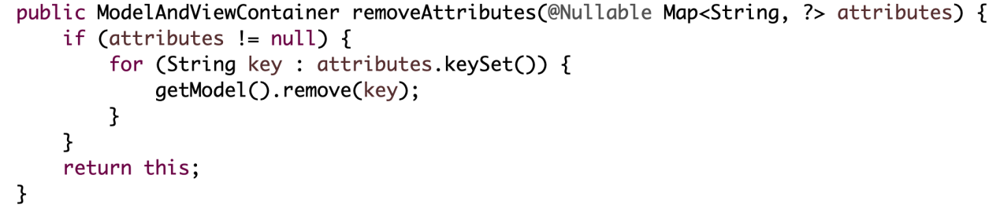 public ModelAndViewContainer removeAttributes(@Nullable Map<String, ?> attributes) {
    if (attributes != null) {
        for (String key : attributes.keySet()) {
            getModel().remove(key);
        }
    }
    return this;
}